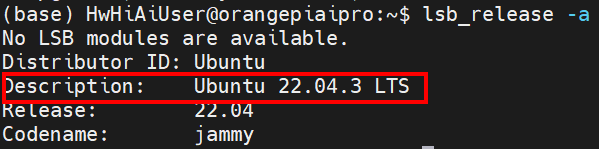 (base) HwHiAiUser@orangepiaipro:~$ lsb_release -a
No LSB modules are available.
Distributor ID: Ubuntu
Description:    Ubuntu 22.04.3 LTS
Release:        22.04
Codename:       jammy